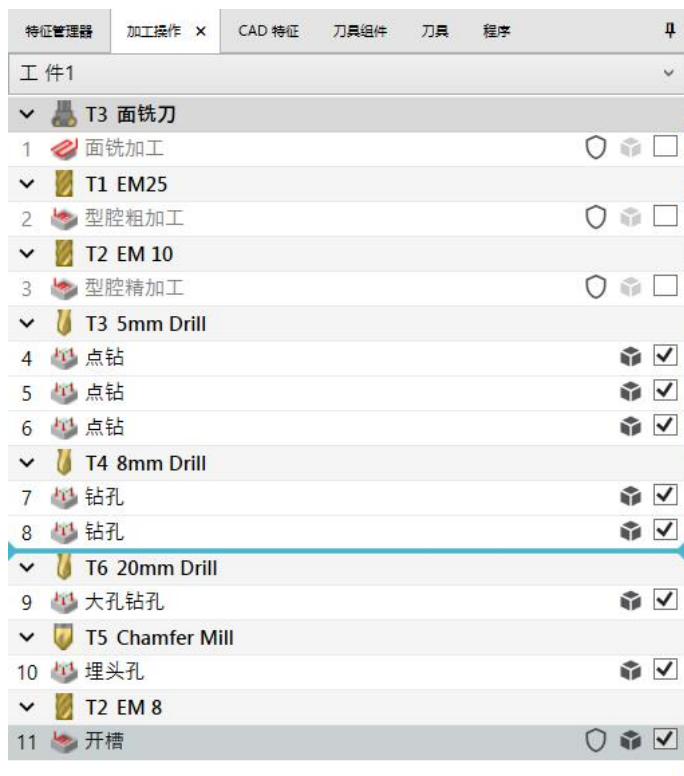 特征管理器 加工操作 × CAD 特征 刀具组件 刀具 程序
工件1
T3 面铣刀
1 面铣加工
T1 EM25
2 型腔粗加工
T2 EM 10
3 型腔精加工
T3 5mm Drill
4 点钻
5 点钻
6 点钻
T4 8mm Drill
7 钻孔
8 钻孔
T6 20mm Drill
9 大孔钻孔
T5 Chamfer Mill
10 埋头孔
T2 EM 8
11 开槽